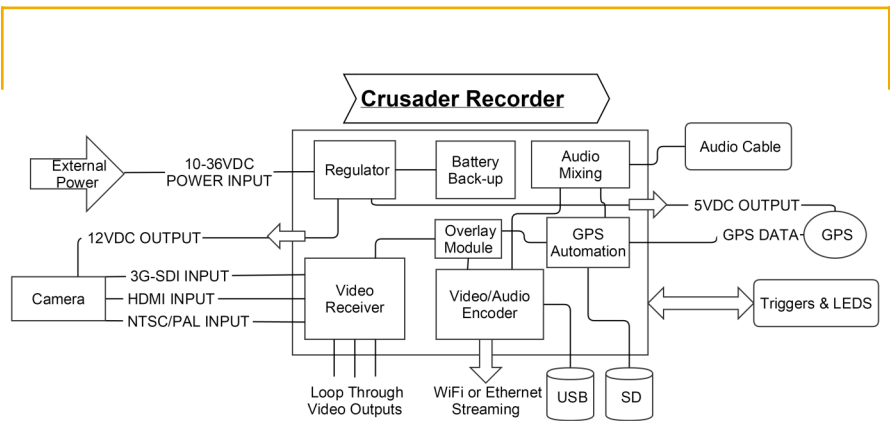 Crusader Recorder
External
Power
10-36VDC
POWER INPUT
Regulator
Battery
Back-up
Audio
Mixing
Audio Cable
5VDC OUTPUT
12VDC OUTPUT
Overlay
Module
GPS
Automation
GPS DATA
GPS
Camera
3G-SDI INPUT
HDMI INPUT
NTSC/PAL INPUT
Video
Receiver
Video/Audio
Encoder
Triggers & LEDS
Loop Through
Video Outputs
WiFi or Ethernet
Streaming
USB
SD